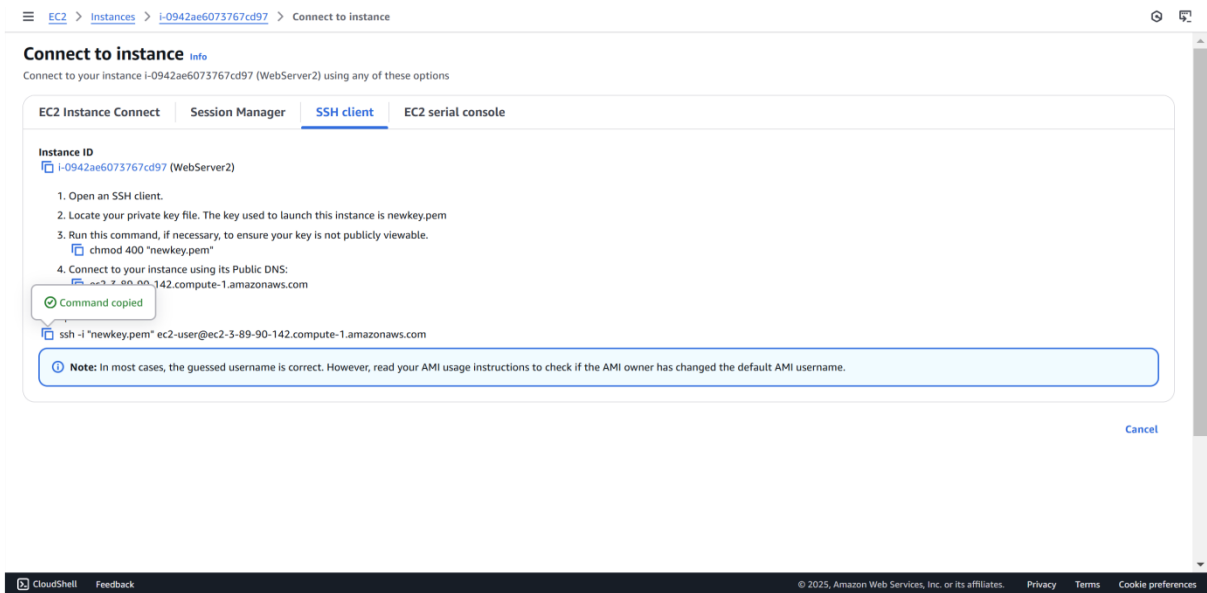 EC2 > Instances > i-0942ae6073767cd97 > Connect to instance
Connect to instance Info
Connect to your instance i-0942ae6073767cd97 (WebServer2) using any of these options
EC2 Instance Connect Session Manager SSH client EC2 serial console
Instance ID
i-0942ae6073767cd97 (WebServer2)
1. Open an SSH client.
2. Locate your private key file. The key used to launch this instance is newkey.pem
3. Run this command, if necessary, to ensure your key is not publicly viewable.
chmod 400 "newkey.pem"
4. Connect to your instance using its Public DNS:
ec2-3-89-90-142.compute-1.amazonaws.com
Command copied
ssh -i "newkey.pem" ec2-user@ec2-3-89-90-142.compute-1.amazonaws.com
Note: In most cases, the guessed username is correct. However, read your AMI usage instructions to check if the AMI owner has changed the default AMI username.
Cancel
CloudShell Feedback © 2025, Amazon Web Services, Inc. or its affiliates. Privacy Terms Cookie preferences